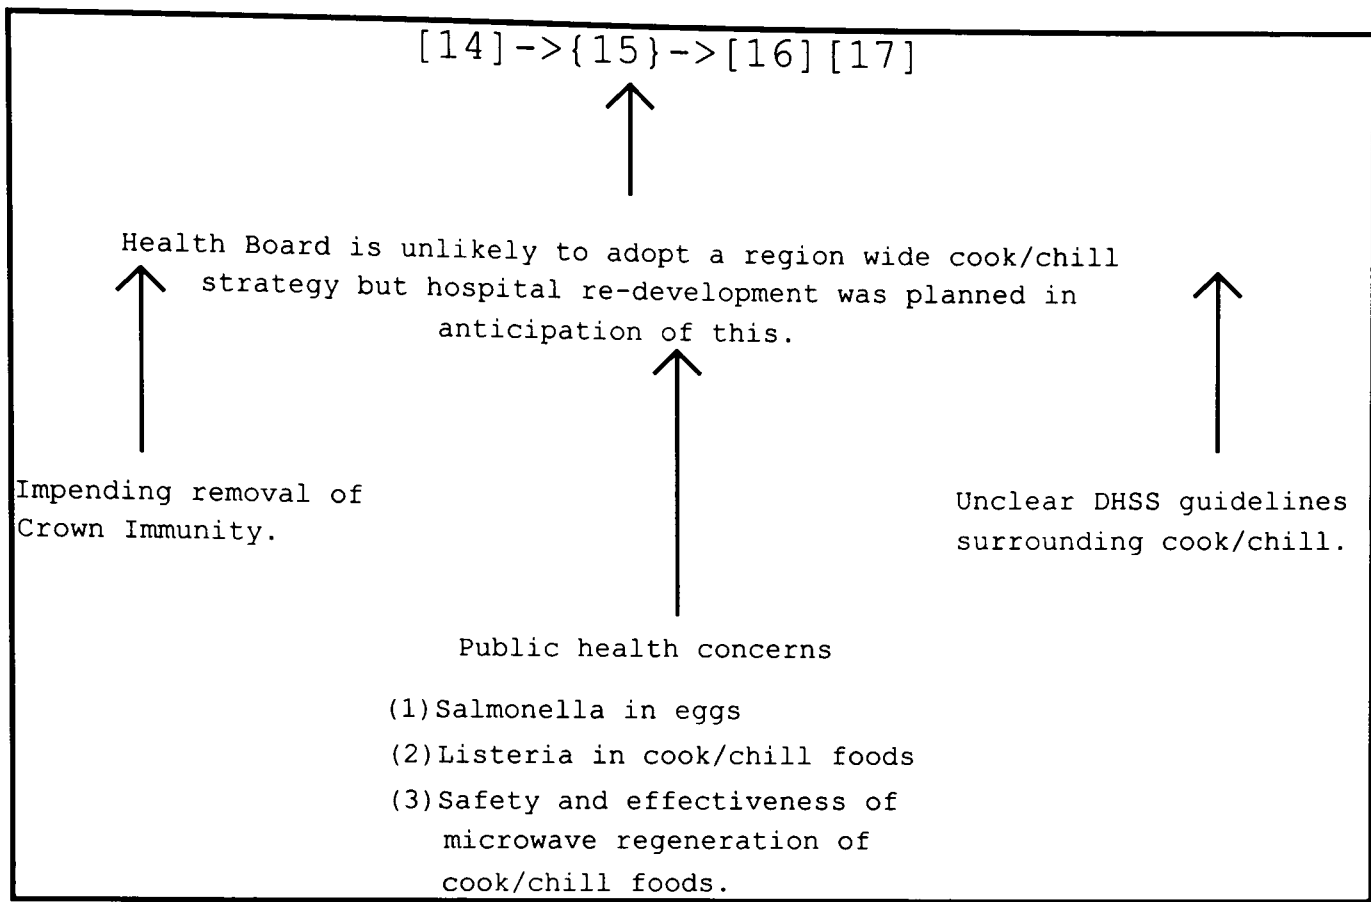 [14]->{15}->[16][17]
Health Board is unlikely to adopt a region wide cook/chill
strategy but hospital re-development was planned in
anticipation of this.
Impending removal of
Crown Immunity.
Unclear DHSS guidelines
surrounding cook/chill.
Public health concerns
(1)Salmonella in eggs
(2)Listeria in cook/chill foods
(3)Safety and effectiveness of
microwave regeneration of
cook/chill foods.